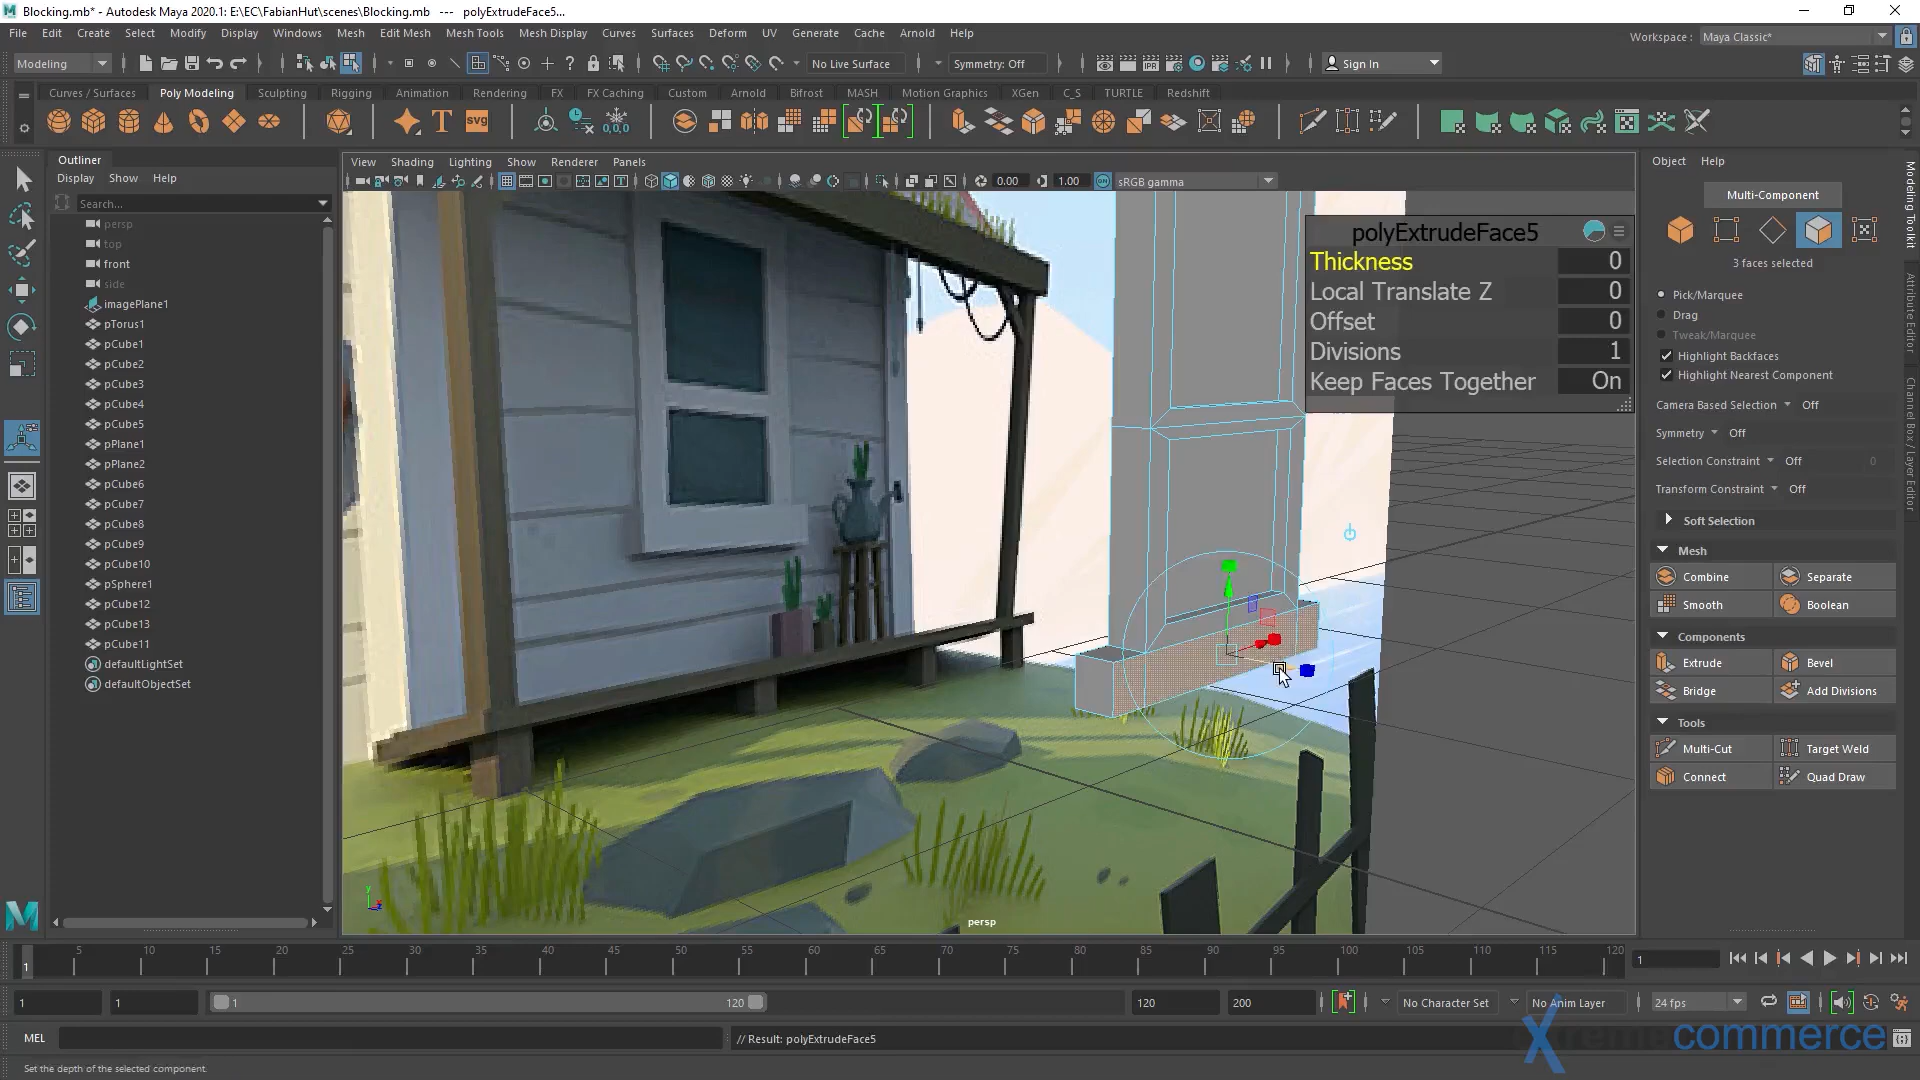 Blocking.mb* - Autodesk Maya 2020.1: E:\EC\FabianHut\scenes\Blocking.mb --- polyExtrudeFace5...
File Edit Create Select Modify Display Windows Mesh Edit Mesh Mesh Tools Mesh Display Curves Surfaces Deform UV Generate Cache Arnold Help
Workspace : Maya Classic*
Modeling
No Live Surface
Symmetry: Off
Sign In
Curves / Surfaces Poly Modeling Sculpting Rigging Animation Rendering FX FX Caching Custom Arnold Bifrost MASH Motion Graphics XGen C_S TURTLE Redshift
T svg 0,0,0
Outliner
Display Show Help
Search...
persp
top
front
side
imagePlane1
pTorus1
pCube1
pCube2
pCube3
pCube4
pCube5
pPlane1
pPlane2
pCube6
pCube7
pCube8
pCube9
pCube10
pSphere1
pCube12
pCube13
pCube11
defaultLightSet
defaultObjectSet
View Shading Lighting Show Renderer Panels
0.00 1.00 sRGB gamma
polyExtrudeFace5
Thickness 0
Local Translate Z 0
Offset 0
Divisions 1
Keep Faces Together On
y
persp
Object Help
Multi-Component
3 faces selected
Pick/Marquee
Drag
Tweak/Marquee
Highlight Backfaces
Highlight Nearest Component
Camera Based Selection Off
Symmetry Off
Selection Constraint Off 0
Transform Constraint Off
Soft Selection
Mesh
Combine Separate
Smooth Boolean
Components
Extrude Bevel
Bridge Add Divisions
Tools
Multi-Cut Target Weld
Connect Quad Draw
Modeling Toolkit
Attribute Editor
Channel Box / Layer Editor
5 10 15 20 25 30 35 40 45 50 55 60 65 70 75 80 85 90 95 100 105 110 115 120
1
1
1 1 1 120 120 200 No Character Set No Anim Layer 24 fps
MEL // Result: polyExtrudeFace5
Xtreme commerce
Set the depth of the selected component.